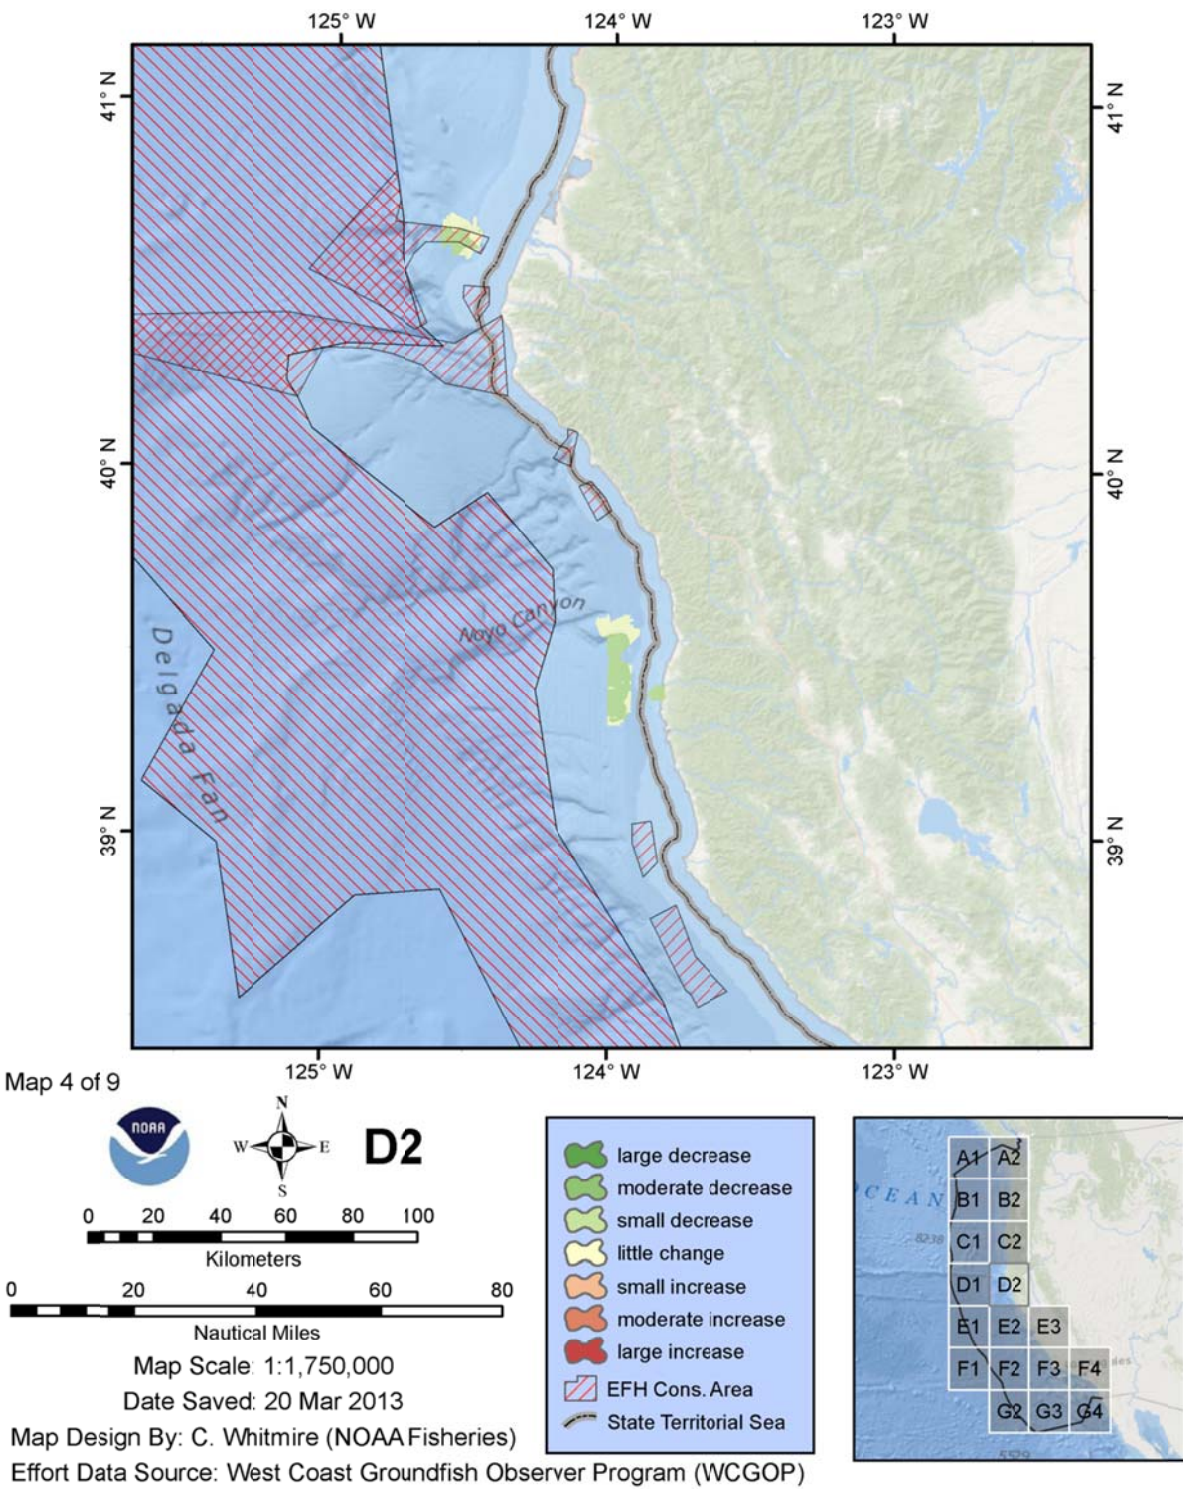 125° W 124° W 123° W
41° N 41° N
40° N 40° N
39° N 39° N
Noyo Canyon
Delgada Fan
125° W 124° W 123° W
Map 4 of 9
NOAA
N
W E
S
D2
0 20 40 60 80 100
Kilometers
0 20 40 60 80
Nautical Miles
Map Scale: 1:1,750,000
Date Saved: 20 Mar 2013
Map Design By: C. Whitmire (NOAA Fisheries)
Effort Data Source: West Coast Groundfish Observer Program (WCGOP)
large decrease
moderate decrease
small decrease
little change
small increase
moderate increase
large increase
EFH Cons. Area
State Territorial Sea
A1 A2
OCEAN B1 B2
8238 C1 C2
D1 D2
E1 E2 E3
F1 F2 F3 F4
G2 G3 G4
5529